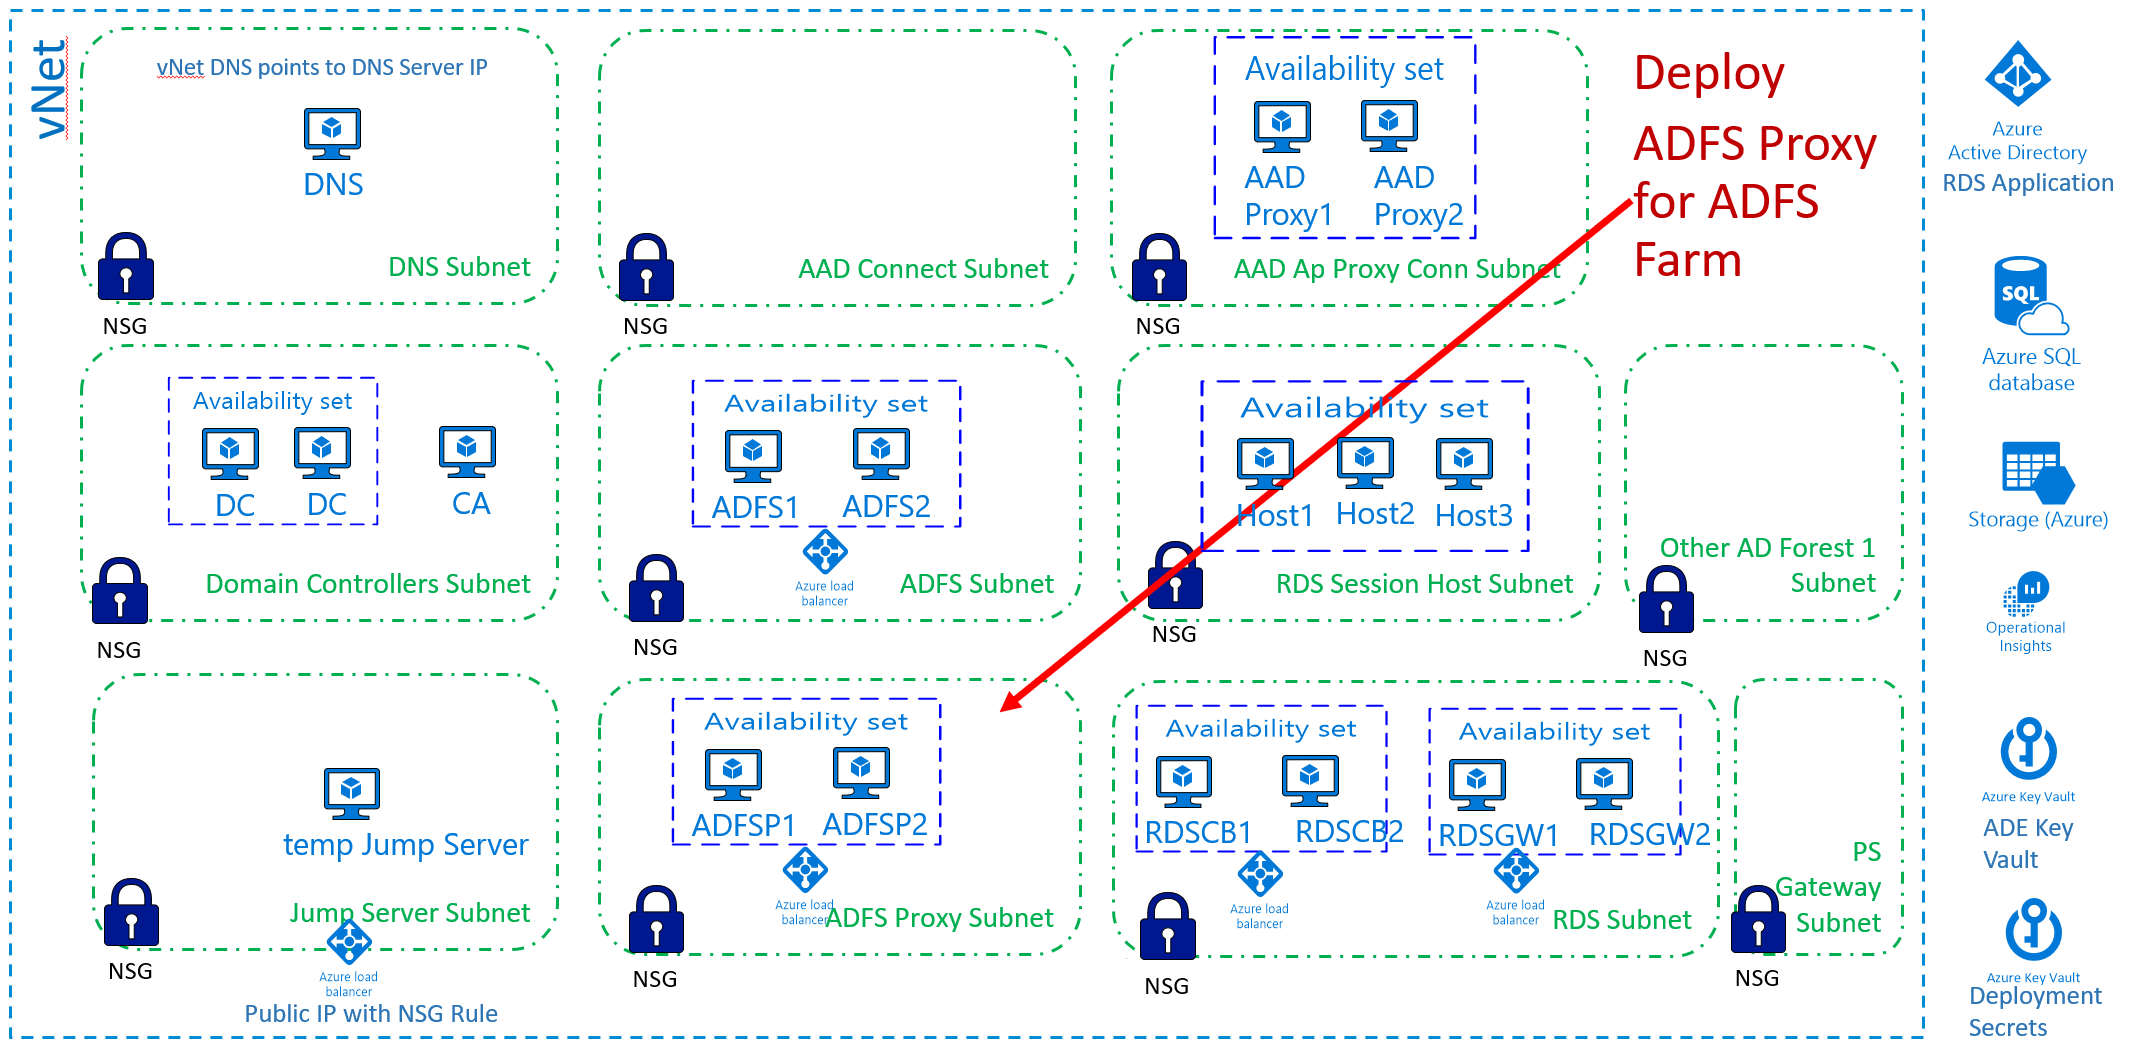 vNet
vNet DNS points to DNS Server IP
DNS
DNS Subnet
NSG
AAD Connect Subnet
NSG
Availability set
AAD
Proxy1
AAD
Proxy2
AAD Ap Proxy Conn Subnet
NSG
Deploy
ADFS Proxy
for ADFS
Farm
Availability set
DC
DC
CA
Domain Controllers Subnet
NSG
Availability set
ADFS1
ADFS2
Azure load
balancer
ADFS Subnet
NSG
Availability set
Host1
Host2
Host3
RDS Session Host Subnet
NSG
Other AD Forest 1
Subnet
NSG
temp Jump Server
Jump Server Subnet
NSG
Azure load
balancer
Public IP with NSG Rule
Availability set
ADFSP1
ADFSP2
Azure load
balancer
ADFS Proxy Subnet
NSG
Availability set
RDSCB1
RDSCB2
Azure load
balancer
Availability set
RDSGW1
RDSGW2
Azure load
balancer
RDS Subnet
NSG
PS
Gateway
Subnet
NSG
Azure
Active Directory
RDS Application
SQL
Azure SQL
database
Storage (Azure)
Operational
Insights
Azure Key Vault
ADE Key
Vault
Azure Key Vault
Deployment
Secrets